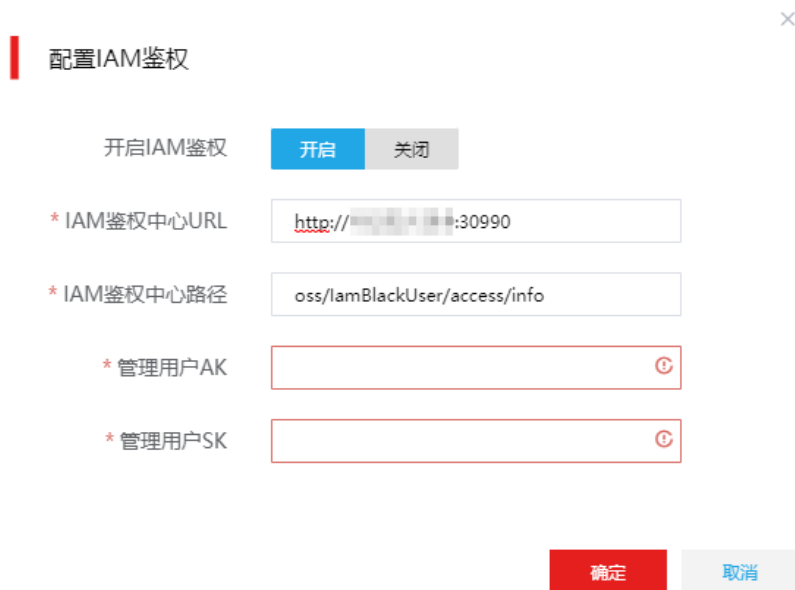 配置IAM鉴权
开启IAM鉴权 开启 关闭
* IAM鉴权中心URL http:// :30990
* IAM鉴权中心路径 oss/IamBlackUser/access/info
* 管理用户AK
* 管理用户SK
确定 取消